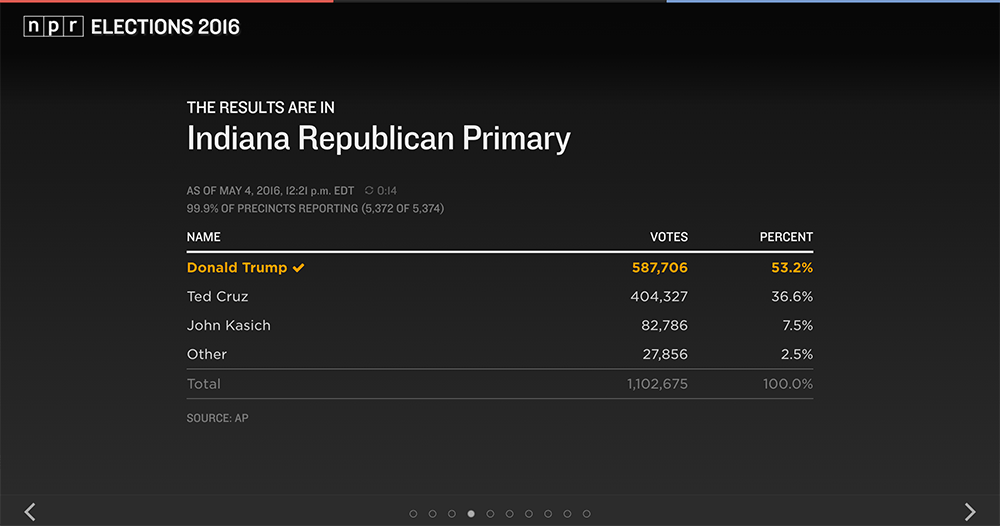 npr ELECTIONS 2016
THE RESULTS ARE IN
Indiana Republican Primary
AS OF MAY 4, 2016, 12:21 p.m. EDT 0:14
99.9% OF PRECINCTS REPORTING (5,372 OF 5,374)
NAME VOTES PERCENT
Donald Trump 587,706 53.2%
Ted Cruz 404,327 36.6%
John Kasich 82,786 7.5%
Other 27,856 2.5%
Total 1,102,675 100.0%
SOURCE: AP